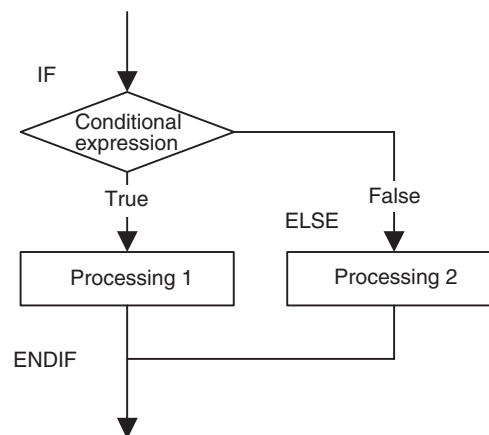 IF
Conditional
expression
True
False
ELSE
Processing 1
Processing 2
ENDIF